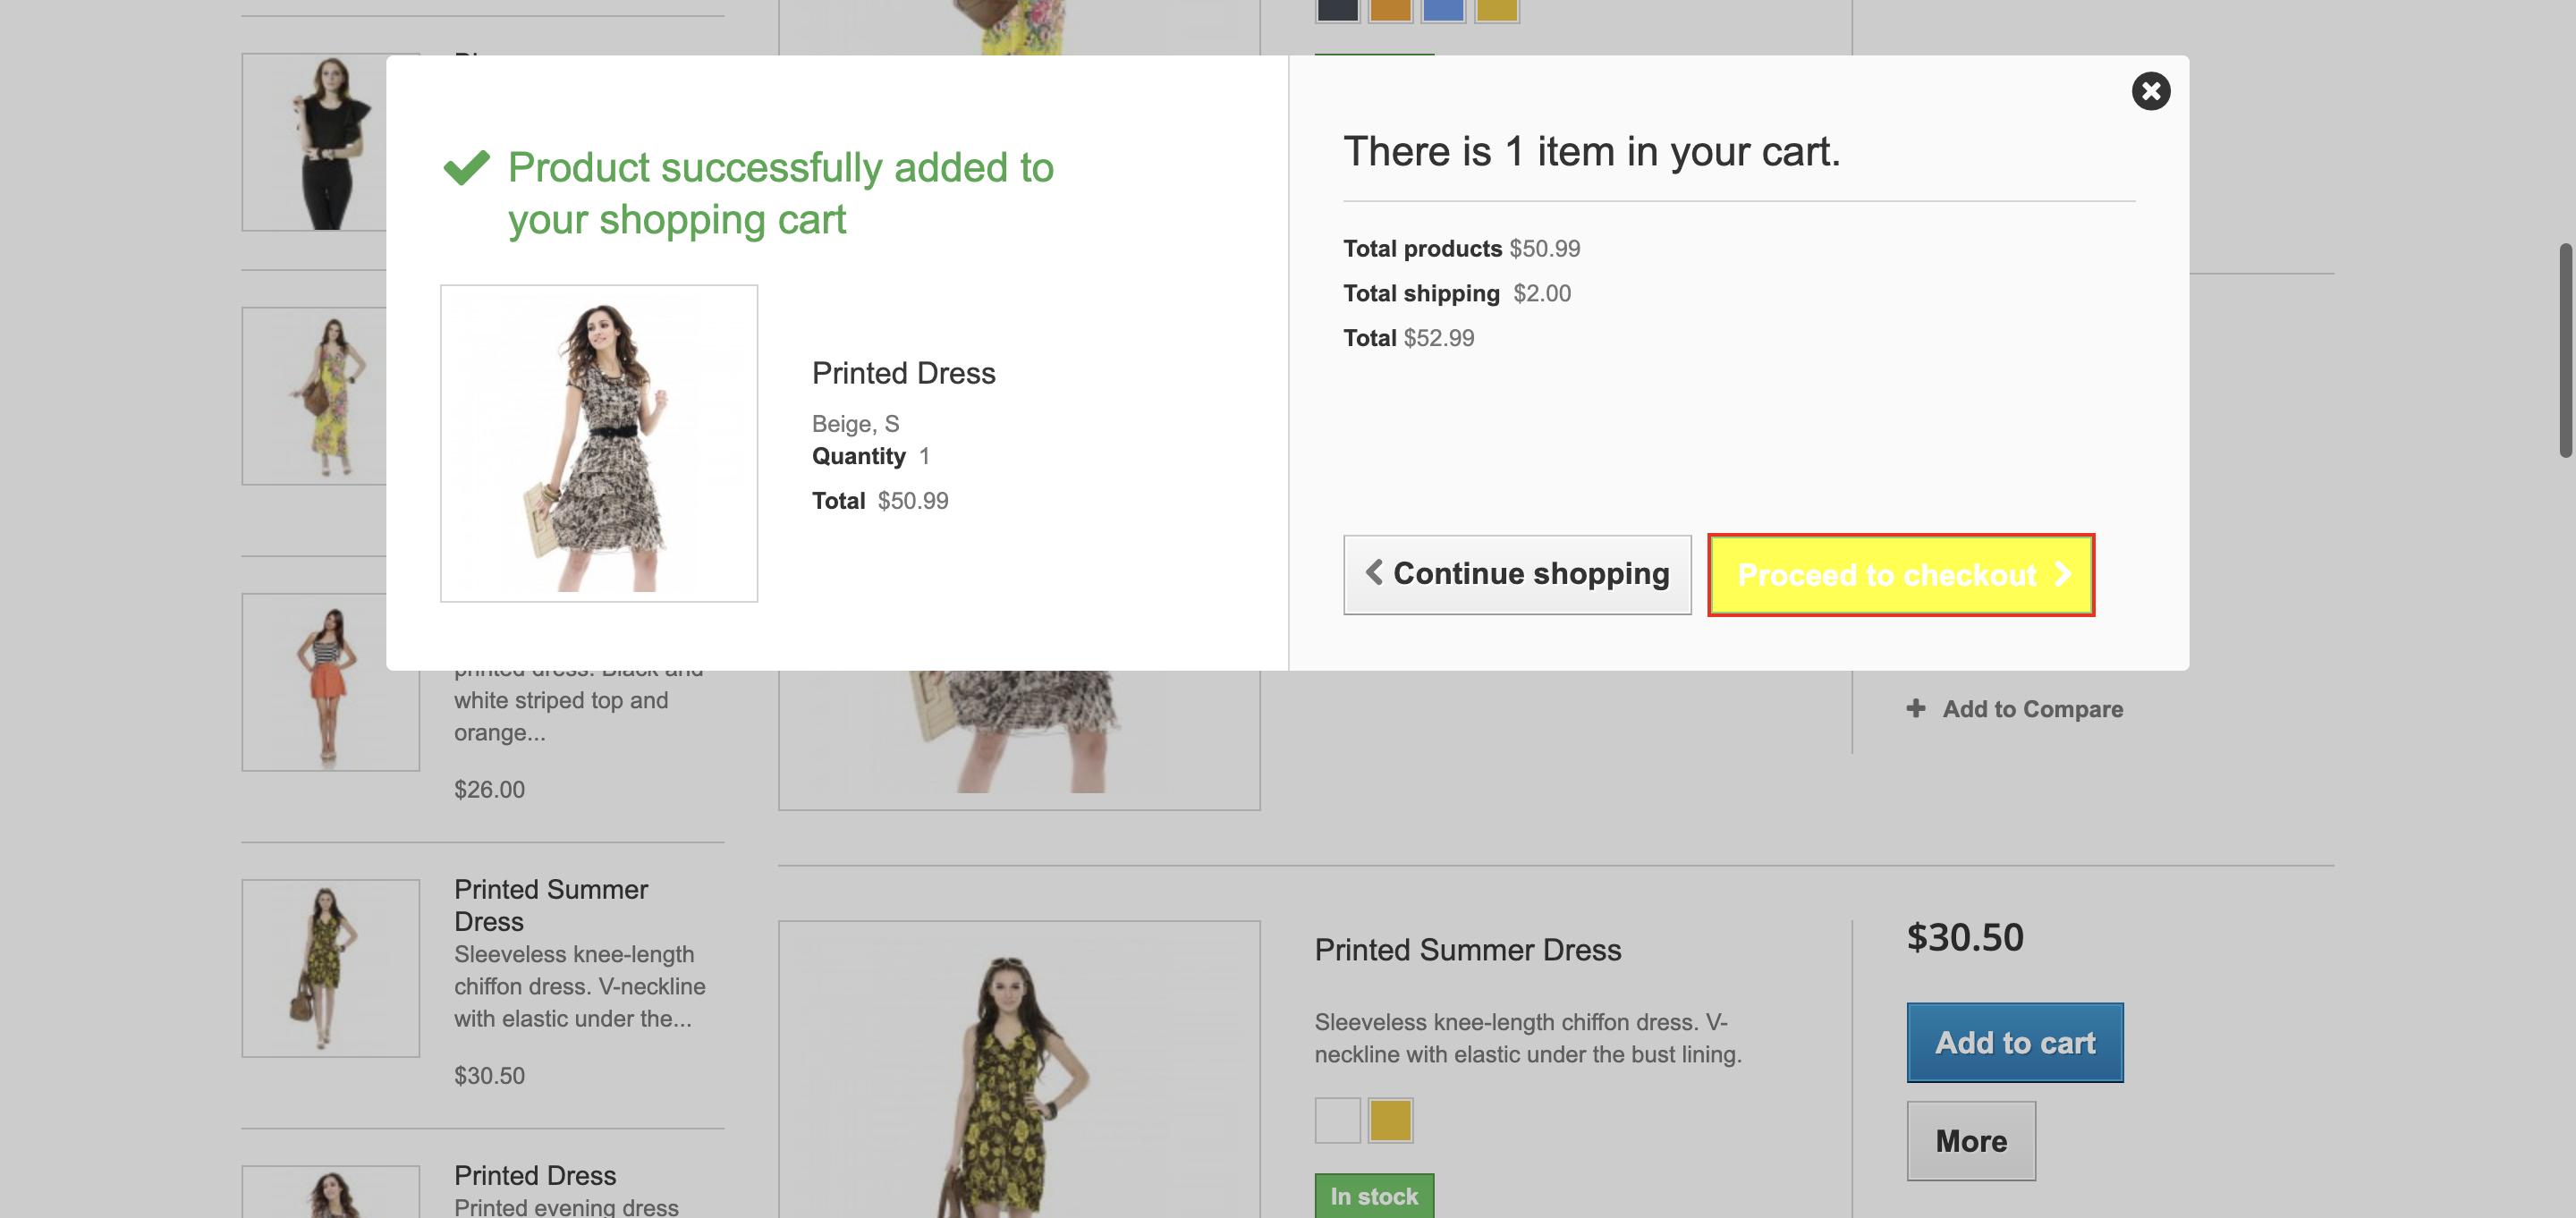 Product successfully added to
your shopping cart
Printed Dress
Beige, S
Quantity 1
Total $50.99
There is 1 item in your cart.
Total products $50.99
Total shipping $2.00
Total $52.99
Continue shopping
Proceed to checkout
white striped top and
orange...
$26.00
Printed Summer
Dress
Sleeveless knee-length
chiffon dress. V-neckline
with elastic under the...
$30.50
Printed Dress
Printed evening dress
Add to Compare
Printed Summer Dress
Sleeveless knee-length chiffon dress. V-
neckline with elastic under the bust lining.
In stock
$30.50
Add to cart
More